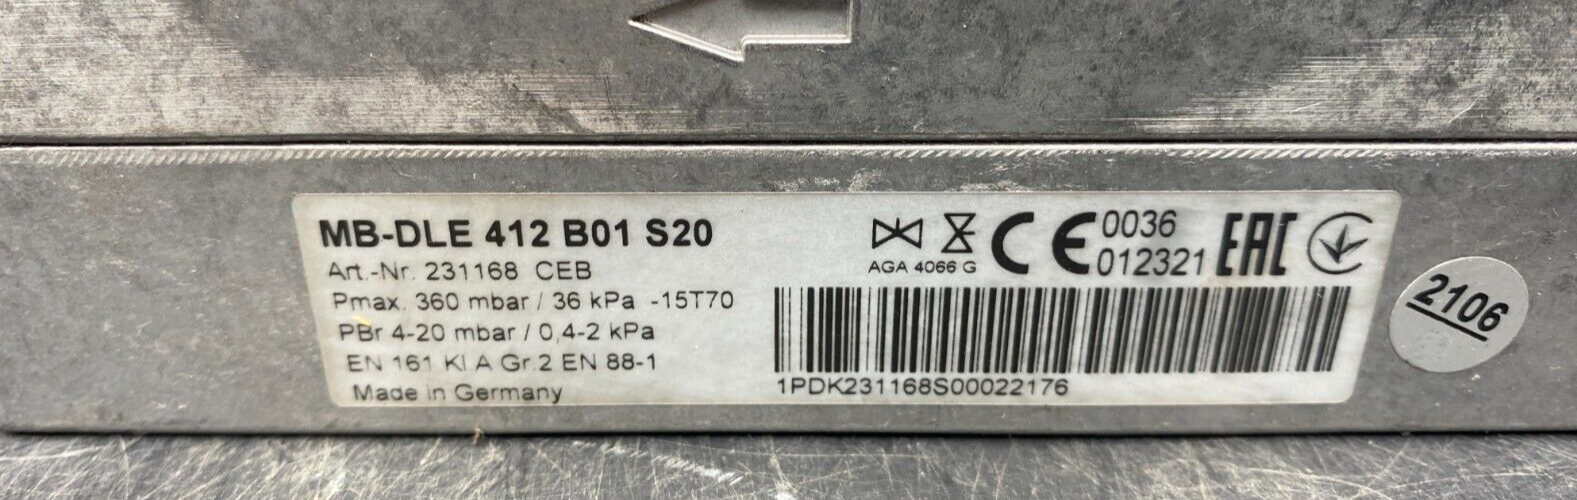 MB-DLE 412 B01 S20
Art.-Nr. 231168 CEB
Pmax. 360 mbar / 36 kPa -15T70
PBr 4-20 mbar / 0,4-2 kPa
EN 161 Kl A Gr.2 EN 88-1
Made in Germany
AGA 4066 G
CE 0036
012321
EAC
1PDK231168S00022176
2106